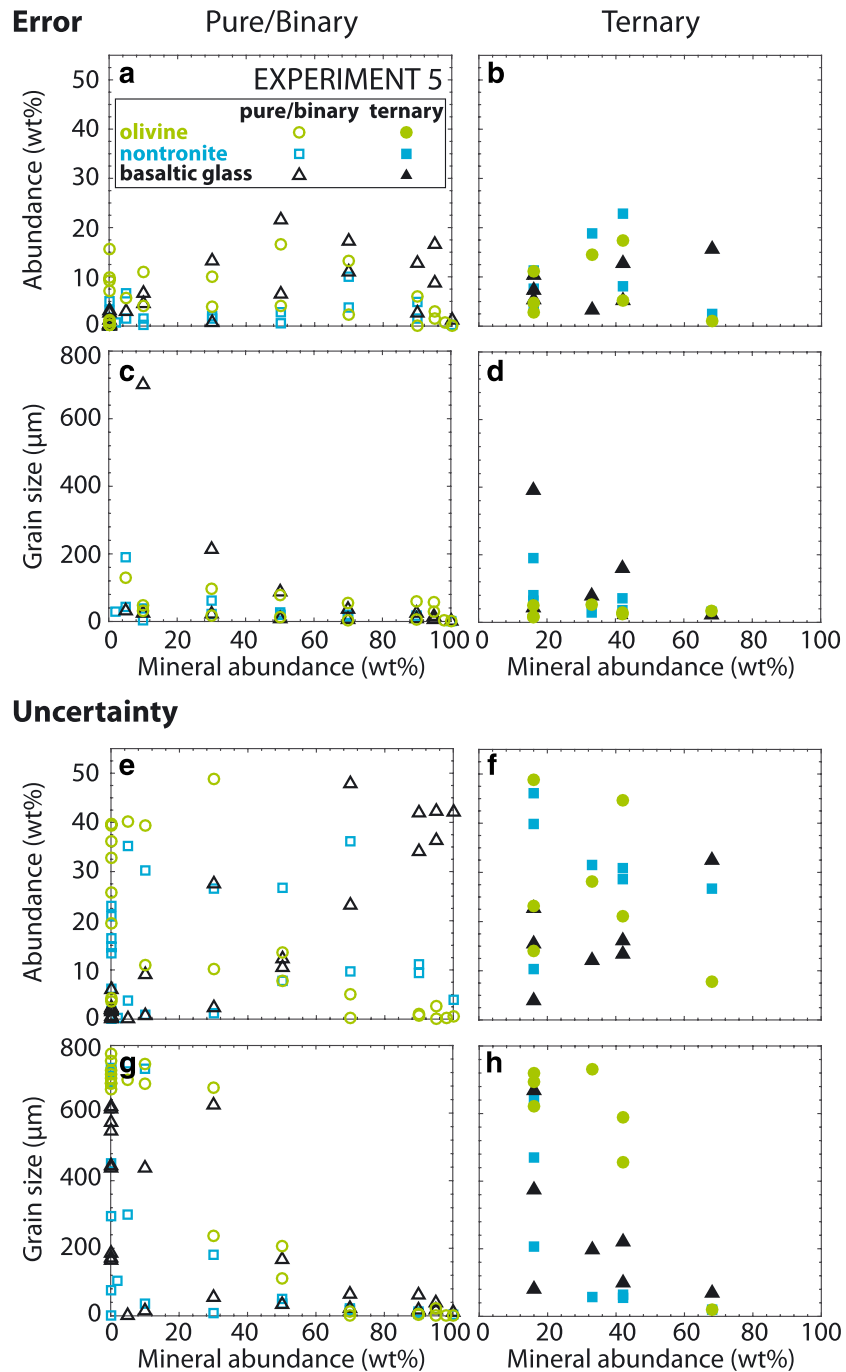 Error Pure/Binary Ternary
a EXPERIMENT 5 b
pure/binary ternary
olivine
nontronite
basaltic glass
Abundance (wt%)
50
40
30
20
10
0
c d
Grain size (µm)
800
600
400
200
0
0 20 40 60 80 100 0 20 40 60 80 100
Mineral abundance (wt%) Mineral abundance (wt%)
Uncertainty
e f
Abundance (wt%)
50
40
30
20
10
0
g h
Grain size (µm)
800
600
400
200
0
0 20 40 60 80 100 0 20 40 60 80 100
Mineral abundance (wt%) Mineral abundance (wt%)